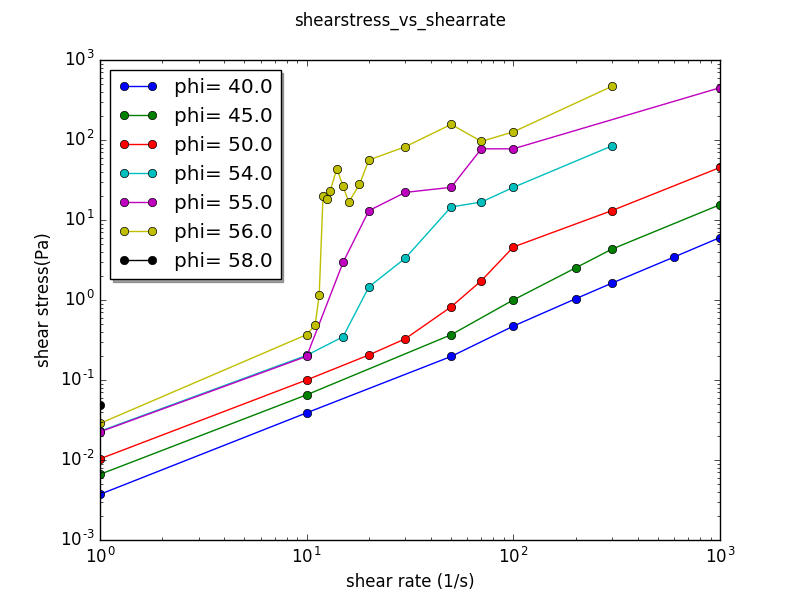 shearstress_vs_shearrate
10³
10²
10¹
10⁰
10⁻¹
10⁻²
10⁻³
shear stress(Pa)
phi= 40.0
phi= 45.0
phi= 50.0
phi= 54.0
phi= 55.0
phi= 56.0
phi= 58.0
10⁰ 10¹ 10² 10³
shear rate (1/s)